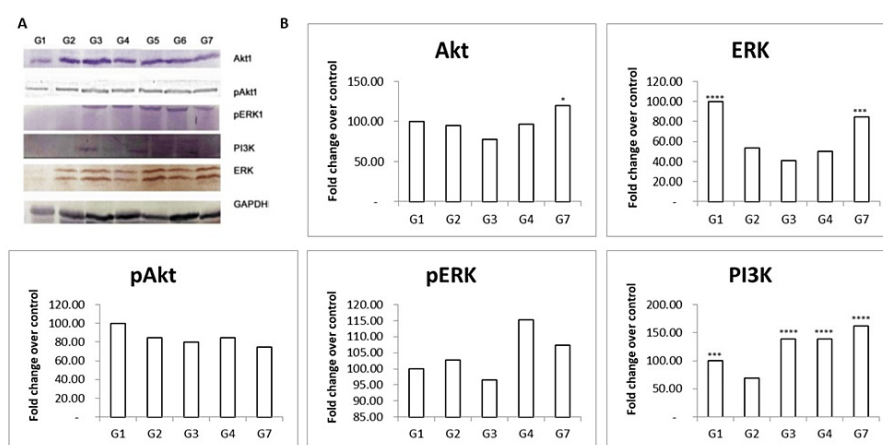 A
G1 G2 G3 G4 G5 G6 G7
Akt1
pAkt1
pERK1
PI3K
ERK
GAPDH
B
Akt
Fold change over control
150.00
100.00
50.00
-
*
G1 G2 G3 G4 G7
ERK
Fold change over control
120.00
100.00
80.00
60.00
40.00
20.00
-
****
***
G1 G2 G3 G4 G7
pAkt
Fold change over control
120.00
100.00
80.00
60.00
40.00
20.00
-
G1 G2 G3 G4 G7
pERK
Fold change over control
120.00
115.00
110.00
105.00
100.00
95.00
90.00
85.00
G1 G2 G3 G4 G7
PI3K
Fold change over control
200.00
150.00
100.00
50.00
-
***
****
****
****
G1 G2 G3 G4 G7